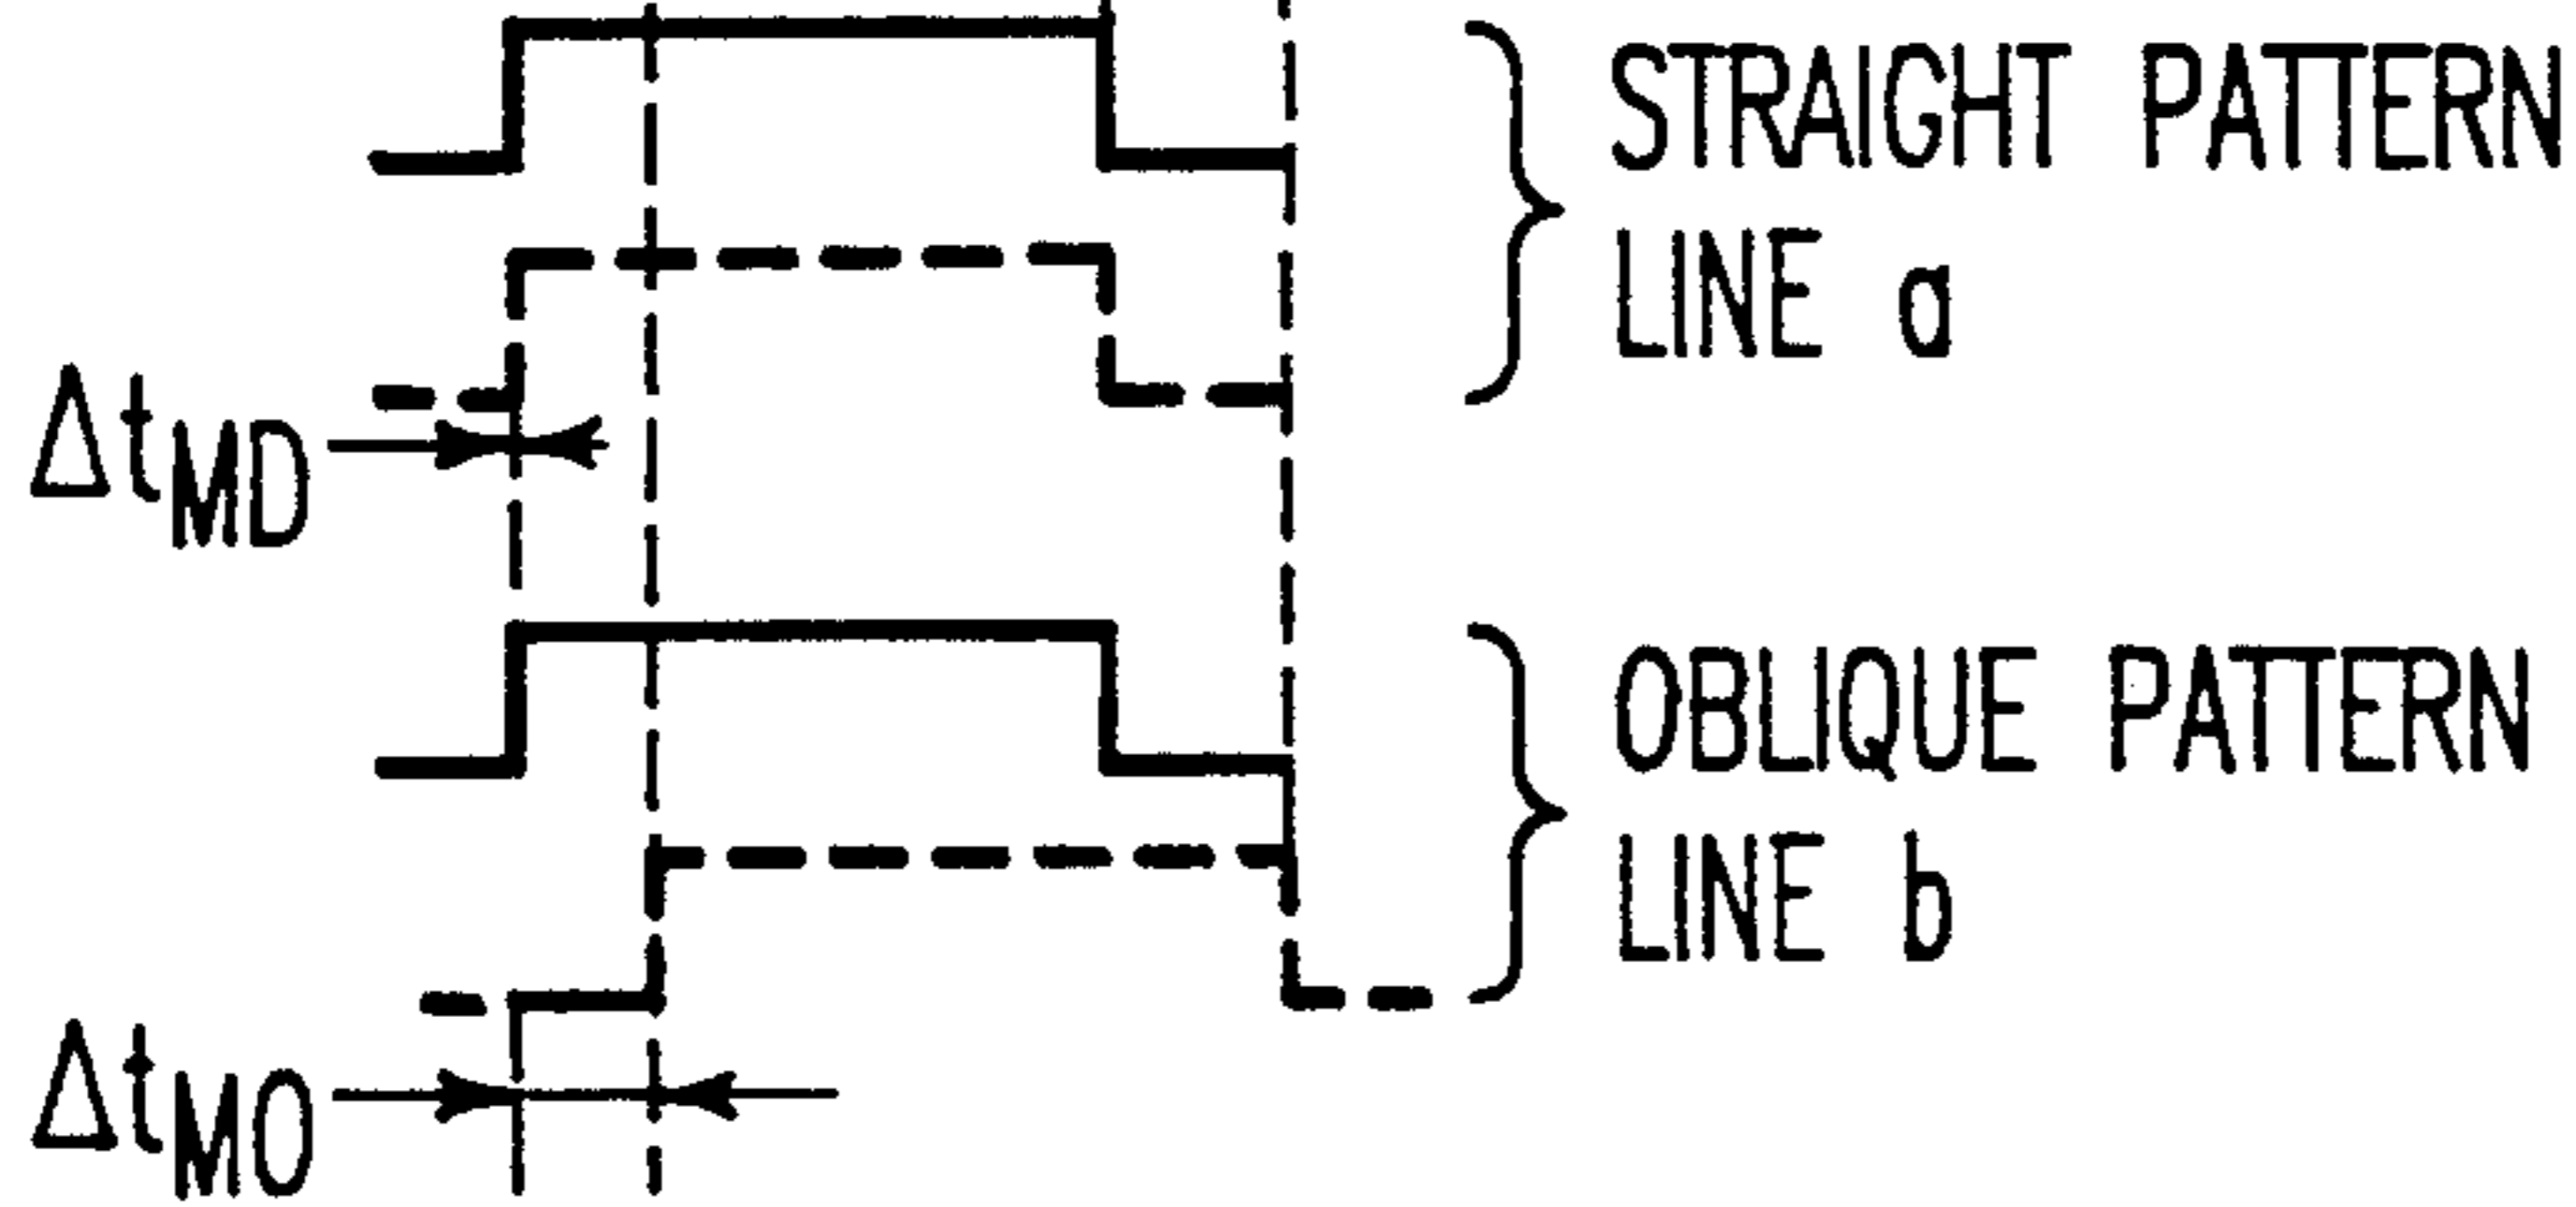 STRAIGHT PATTERN
LINE a
Δt_MD
OBLIQUE PATTERN
LINE b
Δt_MO